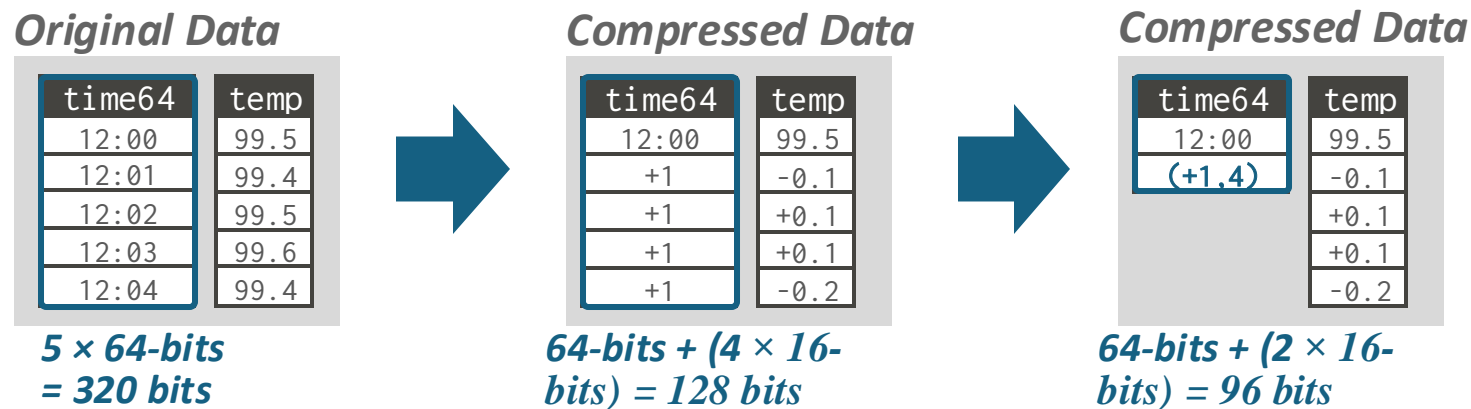 Original Data
time64 temp
12:00 99.5
12:01 99.4
12:02 99.5
12:03 99.6
12:04 99.4
5 × 64-bits
= 320 bits
Compressed Data
time64 temp
12:00 99.5
+1 -0.1
+1 +0.1
+1 +0.1
+1 -0.2
64-bits + (4 × 16-
bits) = 128 bits
Compressed Data
time64 temp
12:00 99.5
(+1,4) -0.1
+0.1
+0.1
-0.2
64-bits + (2 × 16-
bits) = 96 bits